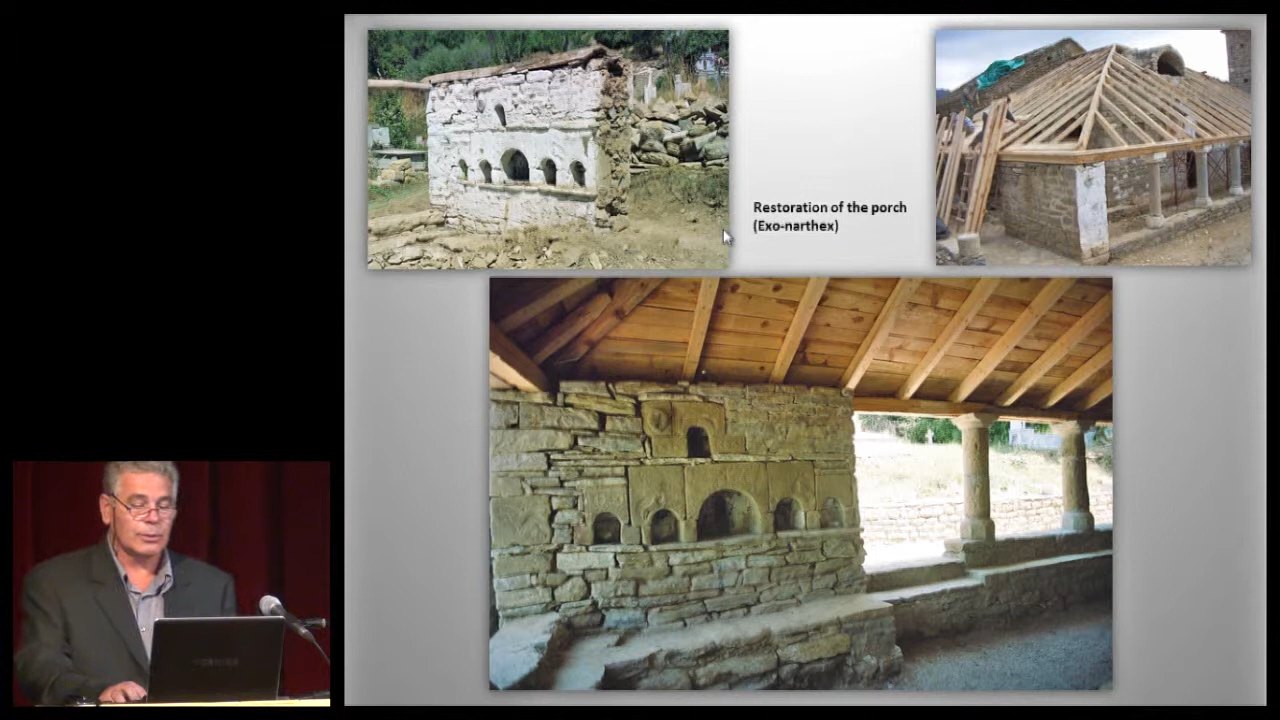 Restoration of the porch
(Exo-narthex)